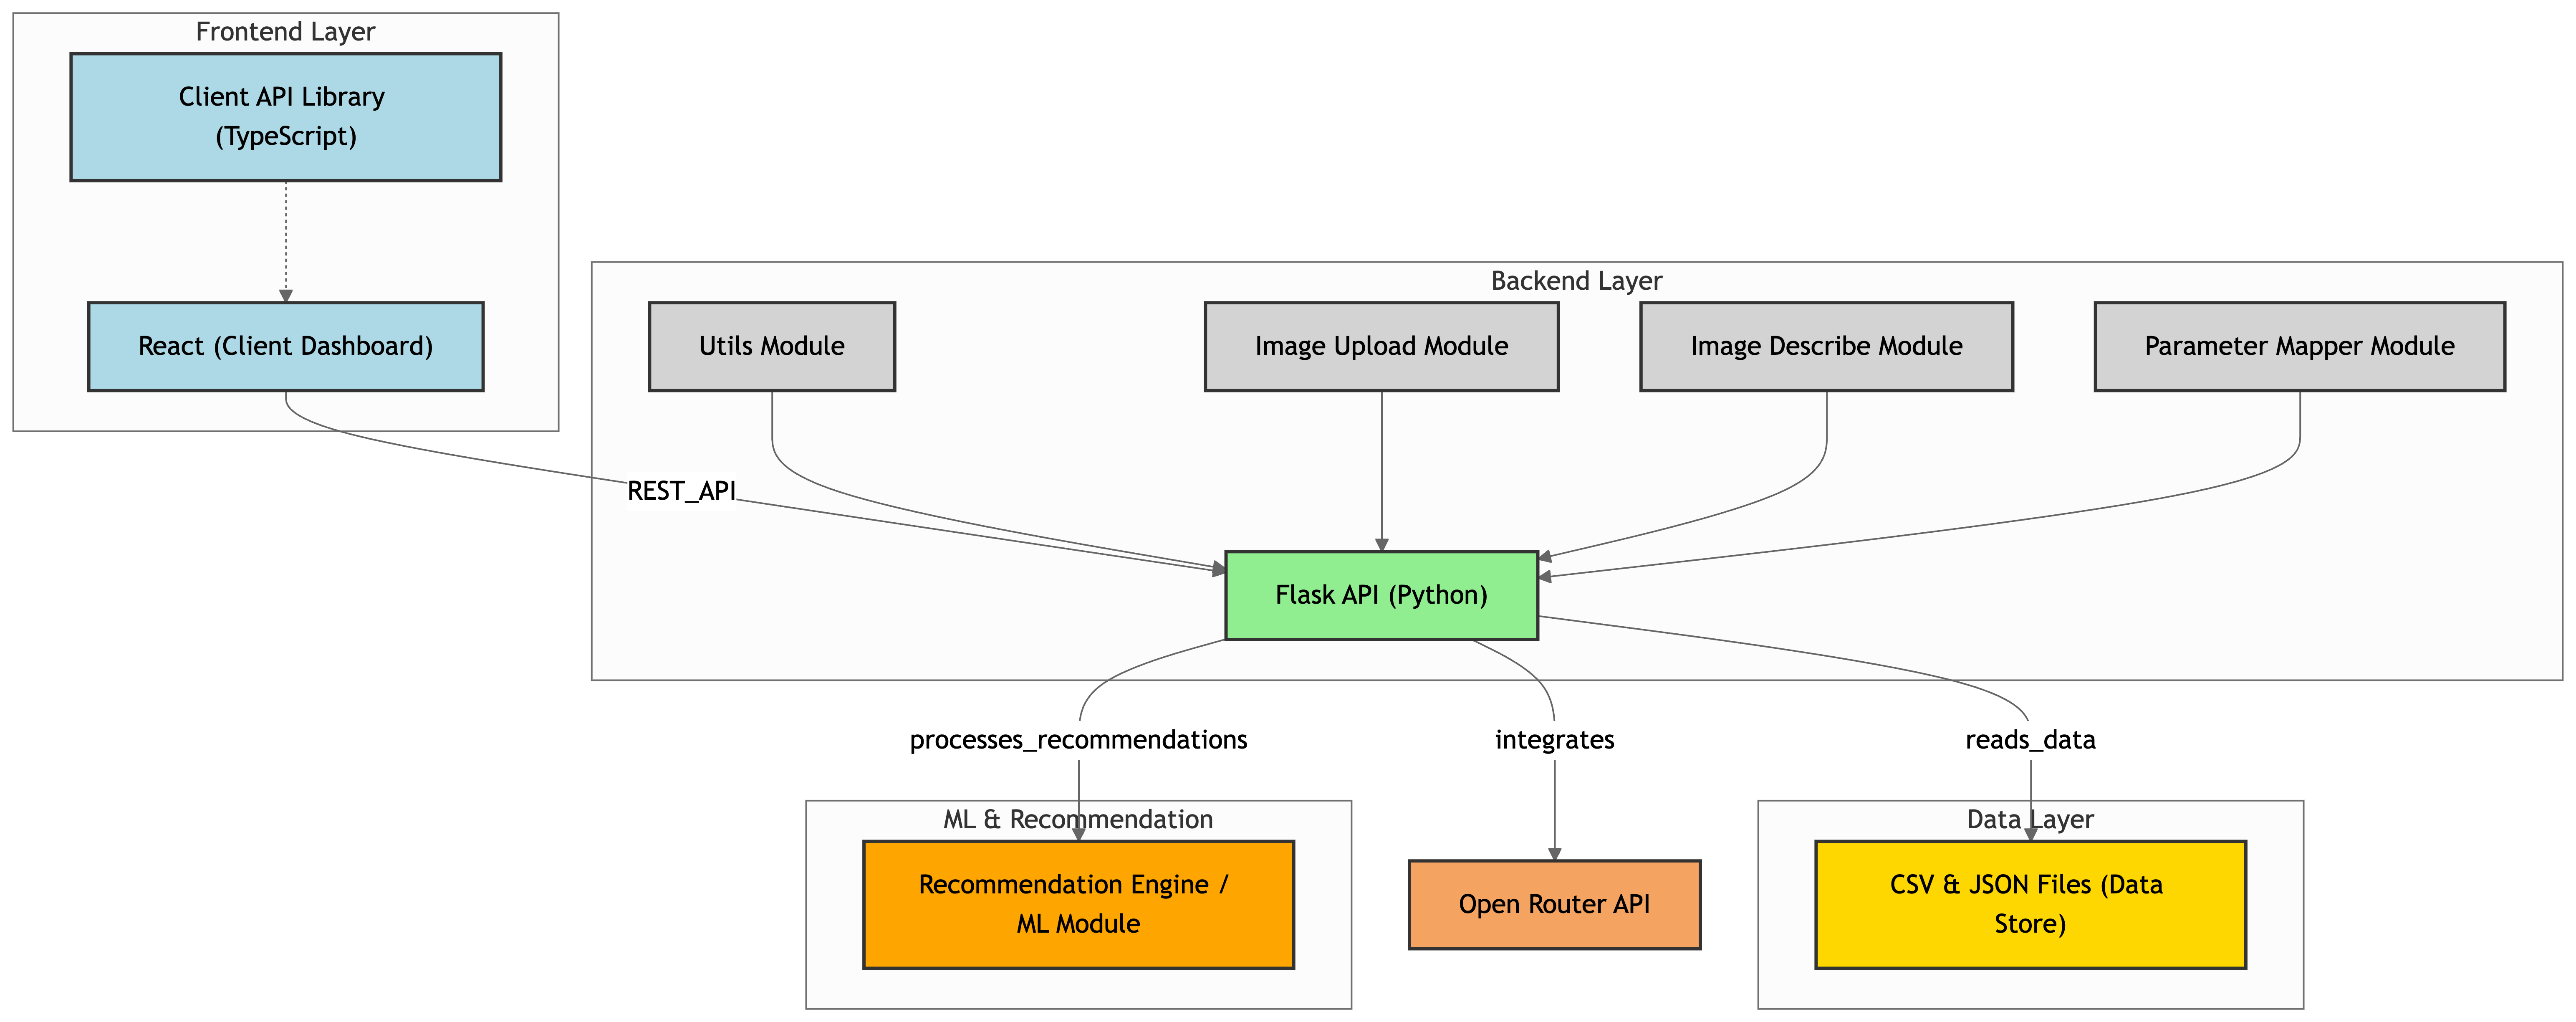 Frontend Layer
Client API Library
(TypeScript)
React (Client Dashboard)
Backend Layer
Utils Module
Image Upload Module
Image Describe Module
Parameter Mapper Module
REST_API
Flask API (Python)
processes_recommendations
integrates
reads_data
ML & Recommendation
Recommendation Engine /
ML Module
Open Router API
Data Layer
CSV & JSON Files (Data
Store)